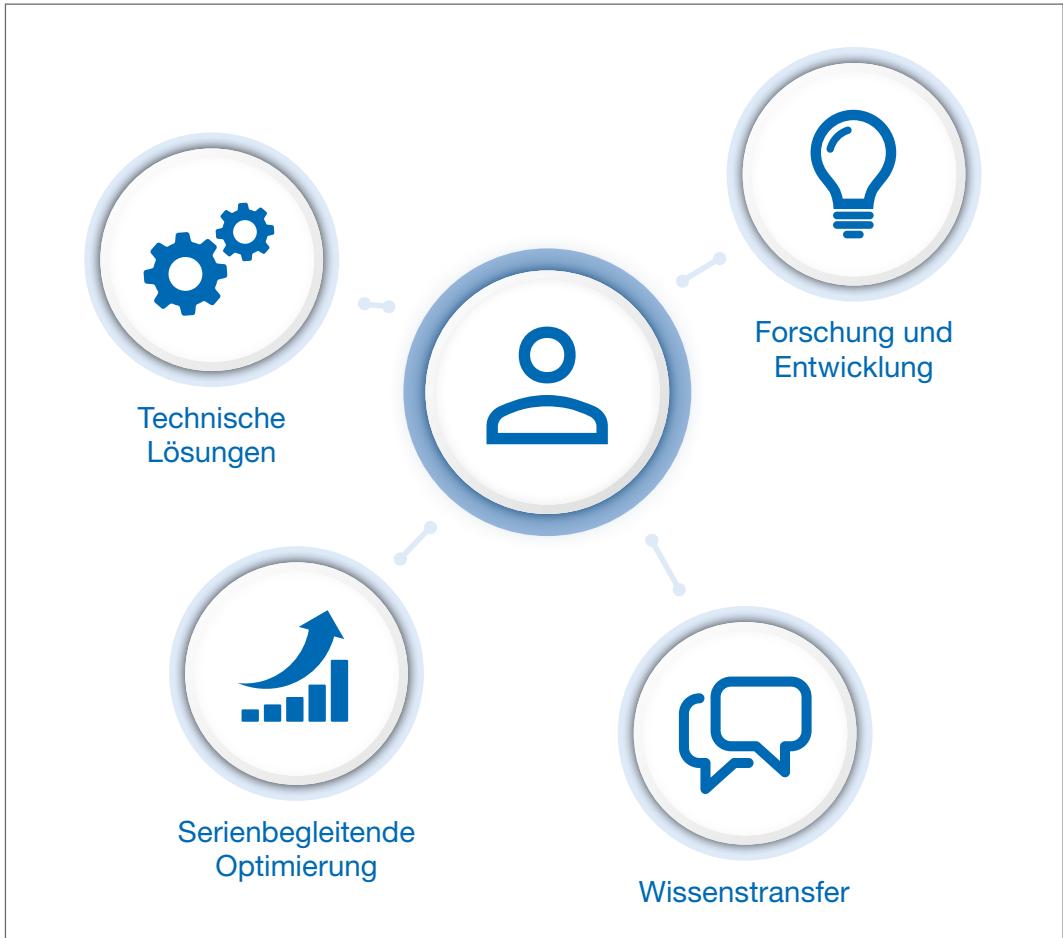 Forschung und
Entwicklung
Technische
Lösungen
Serienbegleitende
Optimierung
Wissenstransfer